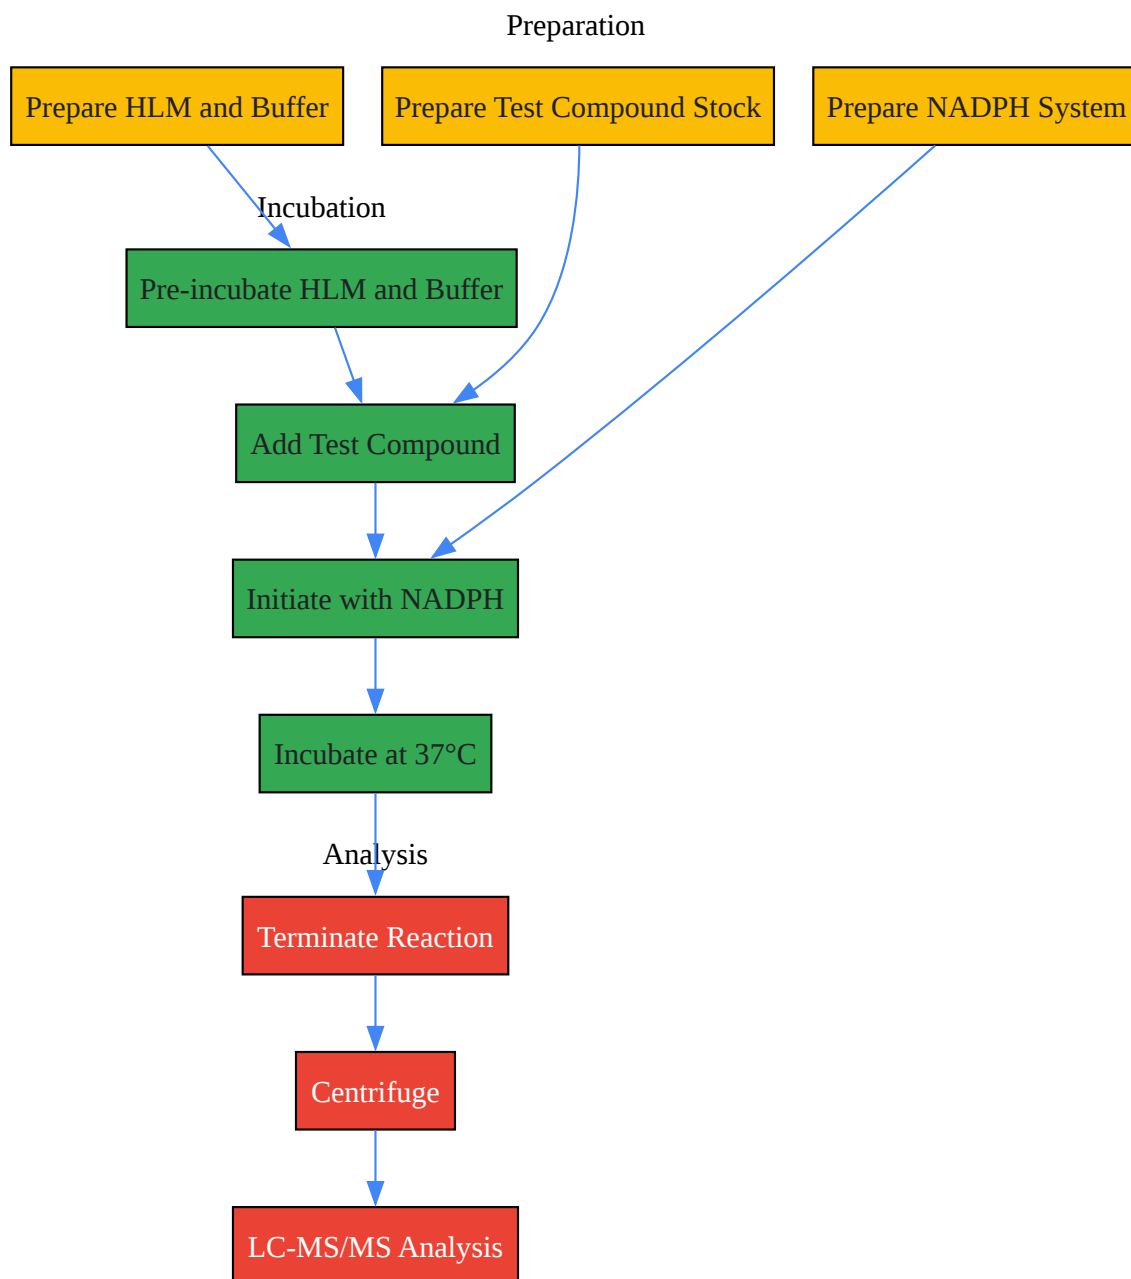 Preparation
Prepare HLM and Buffer
Prepare Test Compound Stock
Prepare NADPH System
Incubation
Pre-incubate HLM and Buffer
Add Test Compound
Initiate with NADPH
Incubate at 37°C
Analysis
Terminate Reaction
Centrifuge
LC-MS/MS Analysis